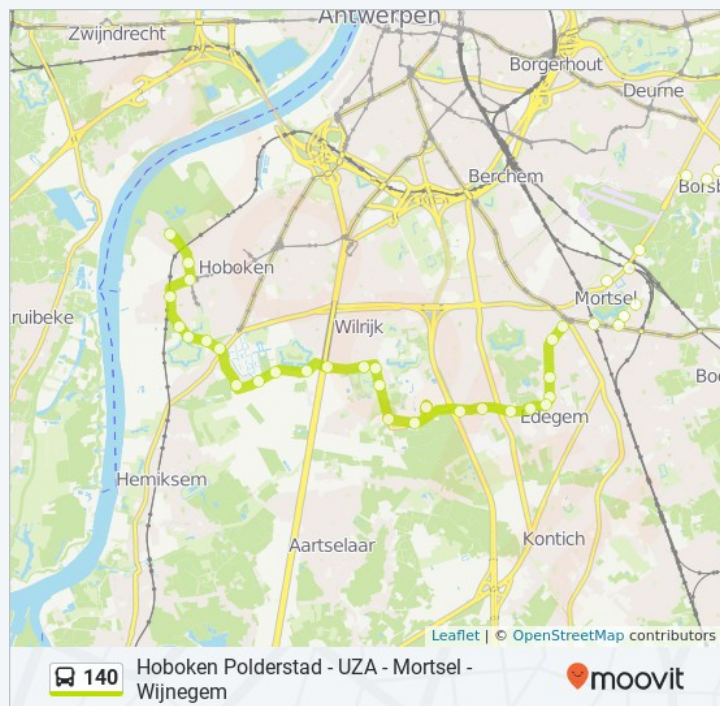 Antwerpen
Zwijndrecht
Borgerhout
Deurne
Berchem
Borsb
Hoboken
Mortsel
ruibeke
Wilrijk
Bo
Edegem
Hemiksem
Aartselaar
Kontich
Leaflet | © OpenStreetMap contributors
140
Hoboken Polderstad - UZA - Mortsel -
Wijnegem
moovit